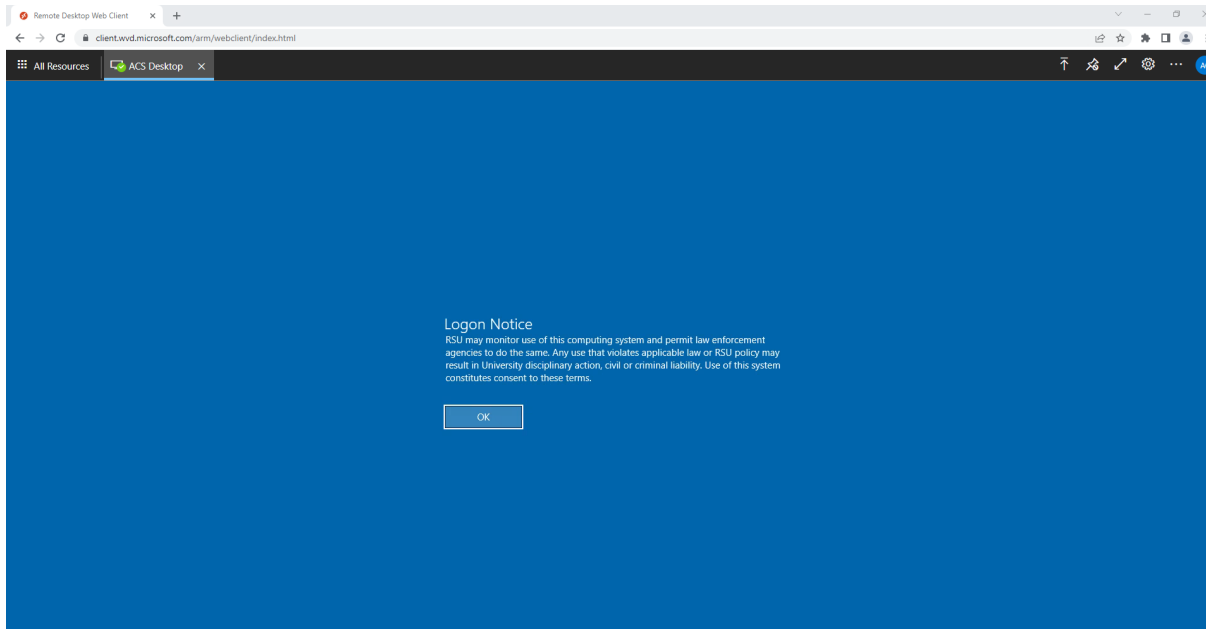 Remote Desktop Web Client
client.wvd.microsoft.com/arm/webclient/index.html
All Resources
ACS Desktop
Logon Notice
RSU may monitor use of this computing system and permit law enforcement
agencies to do the same. Any use that violates applicable law or RSU policy may
result in University disciplinary action, civil or criminal liability. Use of this system
constitutes consent to these terms.
OK